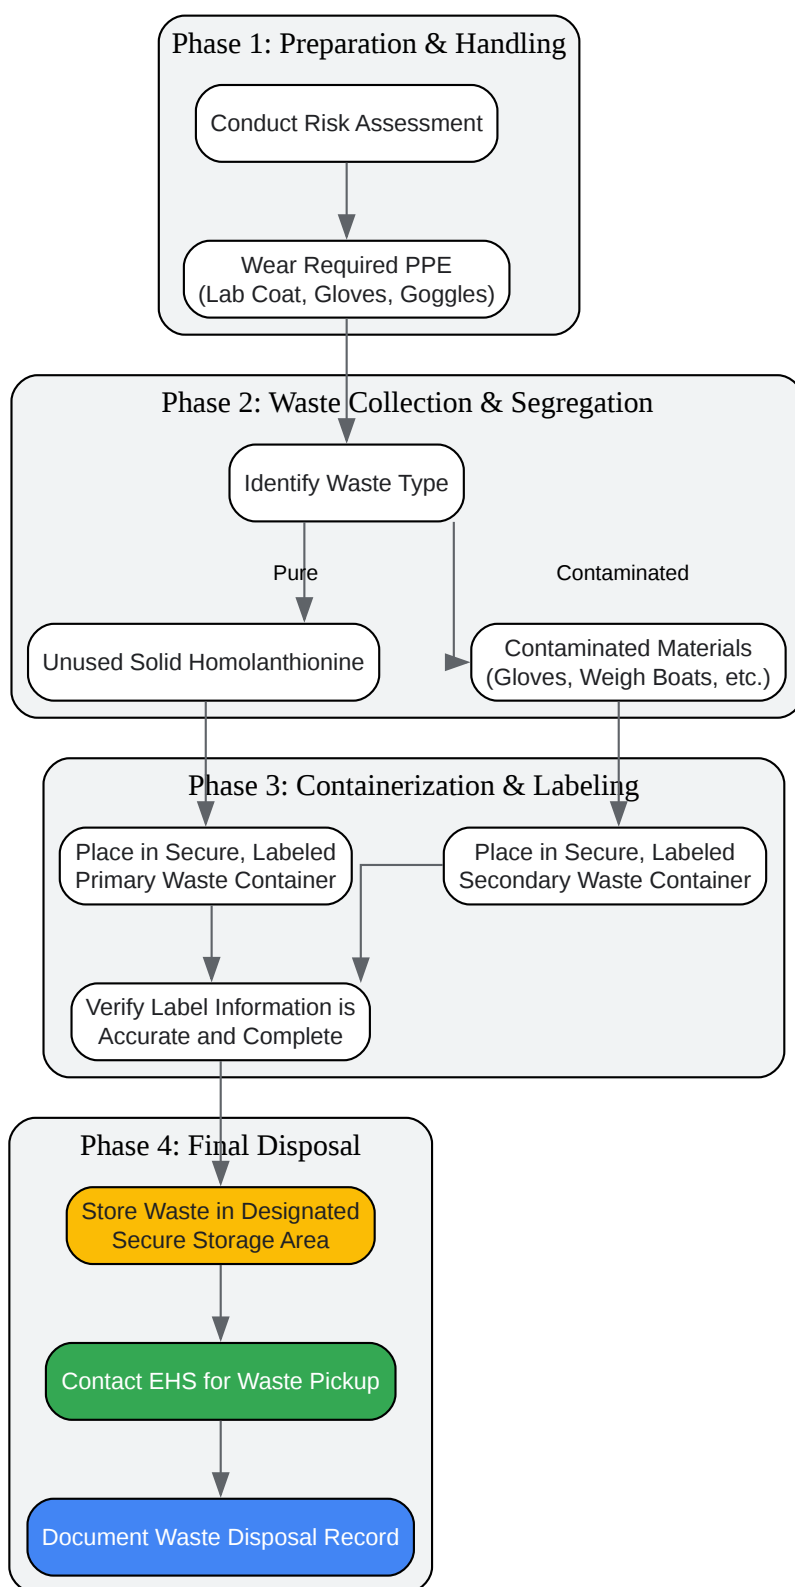 Phase 1: Preparation & Handling
Conduct Risk Assessment
Wear Required PPE
(Lab Coat, Gloves, Goggles)
Phase 2: Waste Collection & Segregation
Identify Waste Type
Pure
Contaminated
Unused Solid Homolanthionine
Contaminated Materials
(Gloves, Weigh Boats, etc.)
Phase 3: Containerization & Labeling
Place in Secure, Labeled
Primary Waste Container
Place in Secure, Labeled
Secondary Waste Container
Verify Label Information is
Accurate and Complete
Phase 4: Final Disposal
Store Waste in Designated
Secure Storage Area
Contact EHS for Waste Pickup
Document Waste Disposal Record